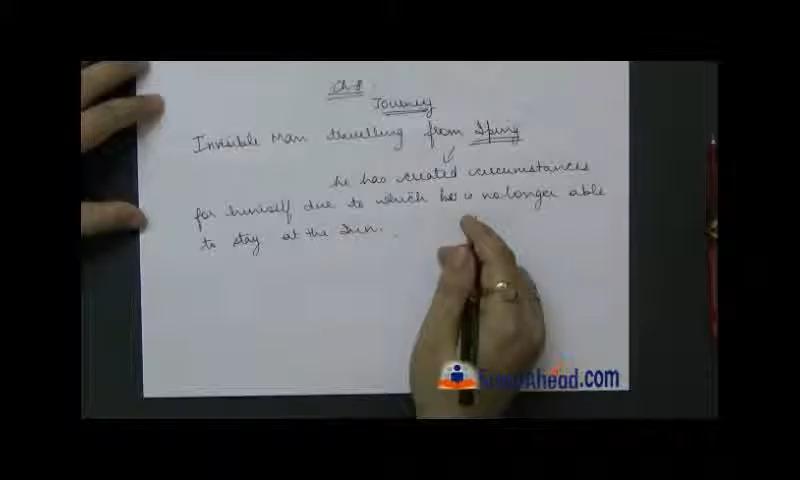 Ch-8
Journey
Invisible Man travelling from Iping
he has created circumstances
for himself due to which he is no longer able
to stay at the Inn.
ScoreAhead.com